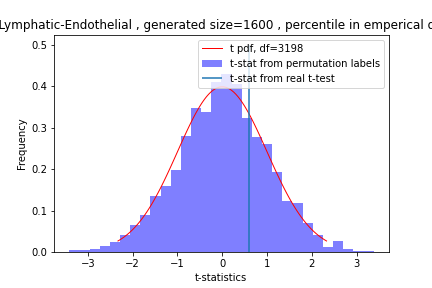 Lymphatic-Endothelial , generated size=1600 , percentile in emperical
0.5
0.4
0.3
0.2
0.1
0.0
Frequency
t pdf, df=3198
t-stat from permutation labels
t-stat from real t-test
−3
−2
−1
0
1
2
3
t-statistics